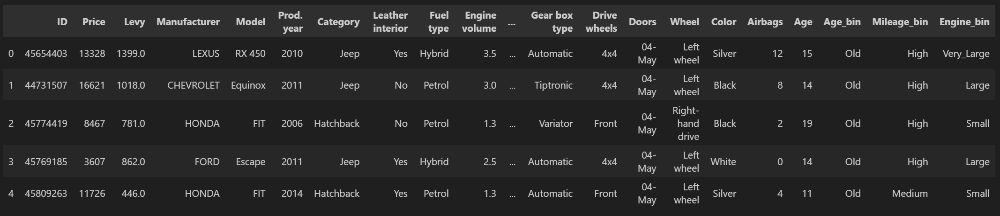 ID Price Levy Manufacturer Model Prod. year Category Leather interior Fuel type Engine volume ... Gear box type Drive wheels Doors Wheel Color Airbags Age Age_bin Mileage_bin Engine_bin
0 45654403 13328 1399.0 LEXUS RX 450 2010 Jeep Yes Hybrid 3.5 ... Automatic 4x4 04-May Left wheel Silver 12 15 Old High Very_Large
1 44731507 16621 1018.0 CHEVROLET Equinox 2011 Jeep No Petrol 3.0 ... Tiptronic 4x4 04-May Left wheel Black 8 14 Old High Large
2 45774419 8467 781.0 HONDA FIT 2006 Hatchback No Petrol 1.3 ... Variator Front 04-May Right-hand drive Black 2 19 Old High Small
3 45769185 3607 862.0 FORD Escape 2011 Jeep Yes Hybrid 2.5 ... Automatic 4x4 04-May Left wheel White 0 14 Old High Large
4 45809263 11726 446.0 HONDA FIT 2014 Hatchback Yes Petrol 1.3 ... Automatic Front 04-May Left wheel Silver 4 11 Old Medium Small